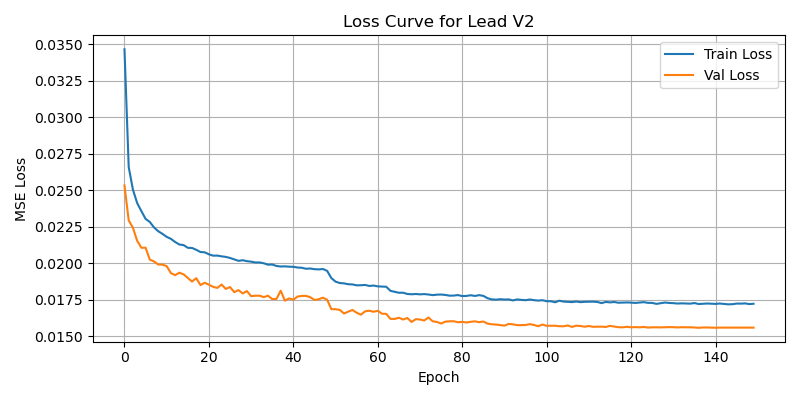 Loss Curve for Lead V2
Train Loss
Val Loss
MSE Loss
0.0350
0.0325
0.0300
0.0275
0.0250
0.0225
0.0200
0.0175
0.0150
0 20 40 60 80 100 120 140
Epoch